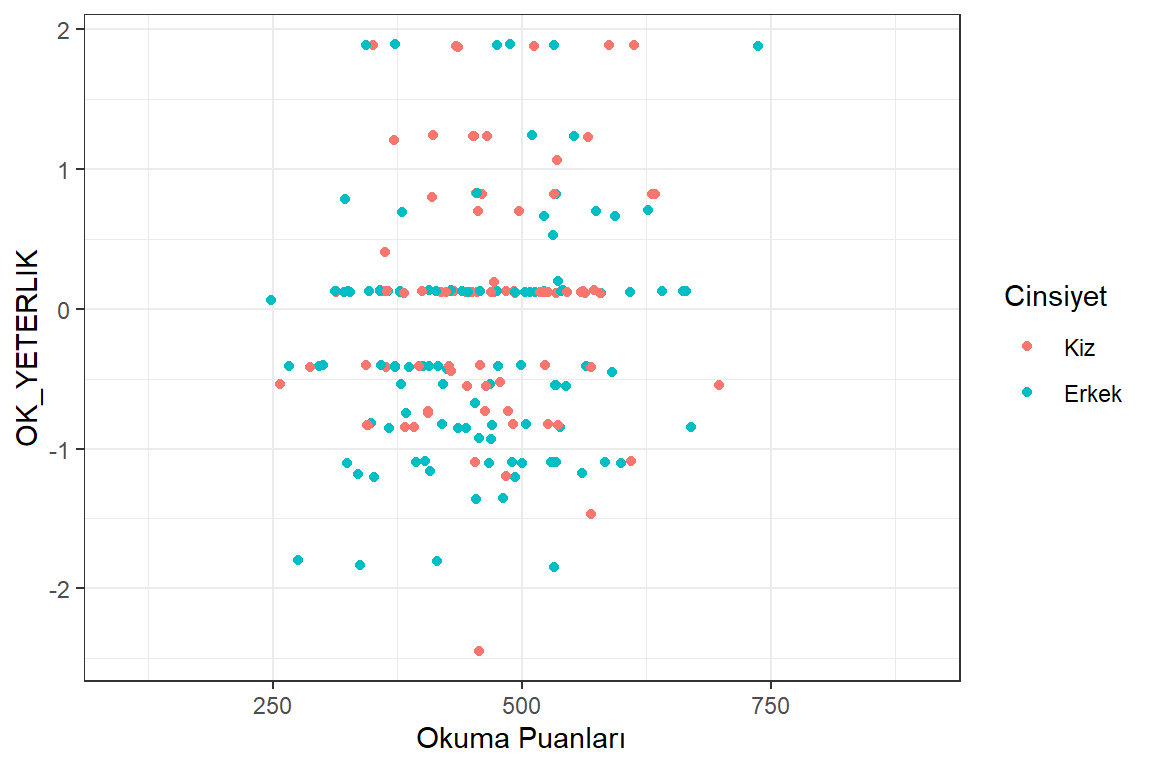 2
1
0
-1
-2
OK_YETERLIK
250 500 750
Okuma Puanları
Cinsiyet
Kiz
Erkek